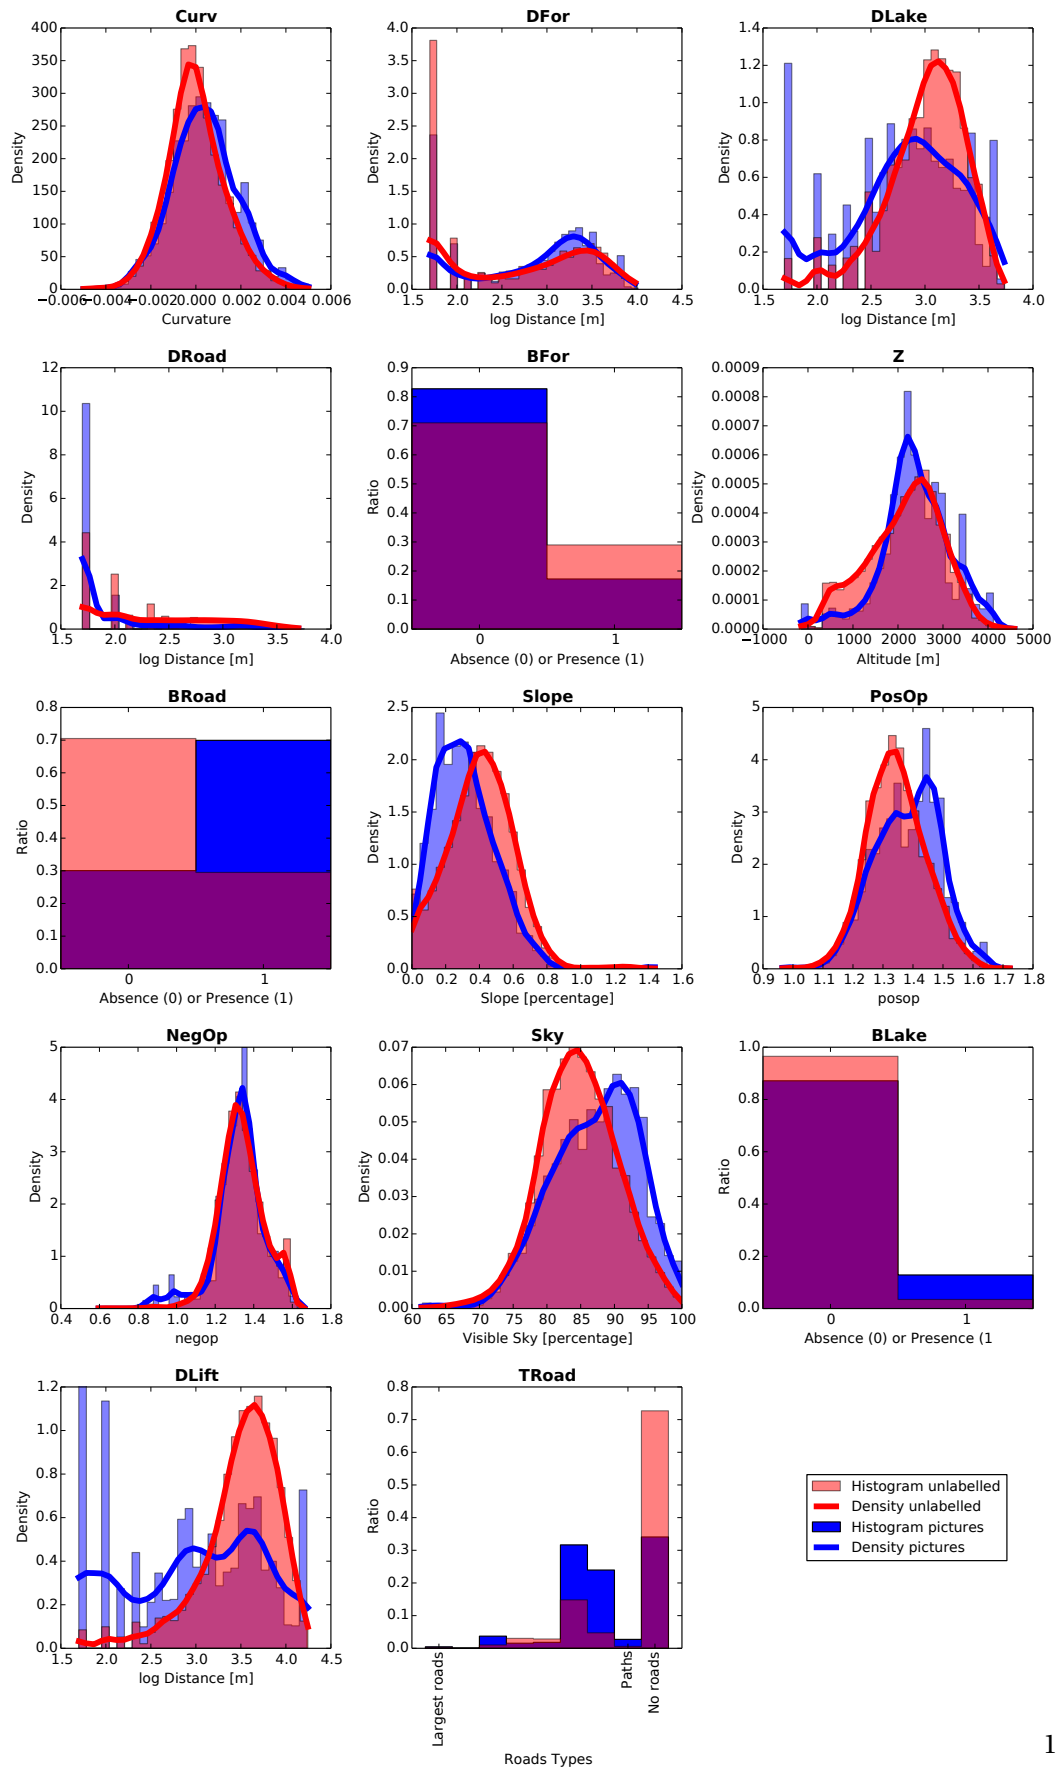 Curv
400
350
300
250
200
150
100
50
0
Density
−0.006 −0.004 −0.002 0.000 0.002 0.004 0.006
Curvature
DFor
4.0
3.5
3.0
2.5
2.0
1.5
1.0
0.5
0.0
Density
1.5 2.0 2.5 3.0 3.5 4.0 4.5
log Distance [m]
DLake
1.4
1.2
1.0
0.8
0.6
0.4
0.2
0.0
Density
1.5 2.0 2.5 3.0 3.5 4.0
log Distance [m]
DRoad
12
10
8
6
4
2
0
Density
1.5 2.0 2.5 3.0 3.5 4.0
log Distance [m]
BFor
0.9
0.8
0.7
0.6
0.5
0.4
0.3
0.2
0.1
0.0
Ratio
0 1
Absence (0) or Presence (1)
Z
0.0009
0.0008
0.0007
0.0006
0.0005
0.0004
0.0003
0.0002
0.0001
0.0000
Density
−1000 0 1000 2000 3000 4000 5000
Altitude [m]
BRoad
0.8
0.7
0.6
0.5
0.4
0.3
0.2
0.1
0.0
Ratio
0 1
Absence (0) or Presence (1)
Slope
2.5
2.0
1.5
1.0
0.5
0.0
Density
0.0 0.2 0.4 0.6 0.8 1.0 1.2 1.4 1.6
Slope [percentage]
PosOp
5
4
3
2
1
0
Density
0.9 1.0 1.1 1.2 1.3 1.4 1.5 1.6 1.7 1.8
posop
NegOp
5
4
3
2
1
0
Density
0.4 0.6 0.8 1.0 1.2 1.4 1.6 1.8
negop
Sky
0.07
0.06
0.05
0.04
0.03
0.02
0.01
0.00
Density
60 65 70 75 80 85 90 95 100
Visible Sky [percentage]
BLake
1.0
0.8
0.6
0.4
0.2
0.0
Ratio
0 1
Absence (0) or Presence (1
DLift
1.2
1.0
0.8
0.6
0.4
0.2
0.0
Density
1.5 2.0 2.5 3.0 3.5 4.0 4.5
log Distance [m]
TRoad
0.8
0.7
0.6
0.5
0.4
0.3
0.2
0.1
0.0
Ratio
Largest roads
Paths
No roads
Roads Types
Histogram unlabelled
Density unlabelled
Histogram pictures
Density pictures
1